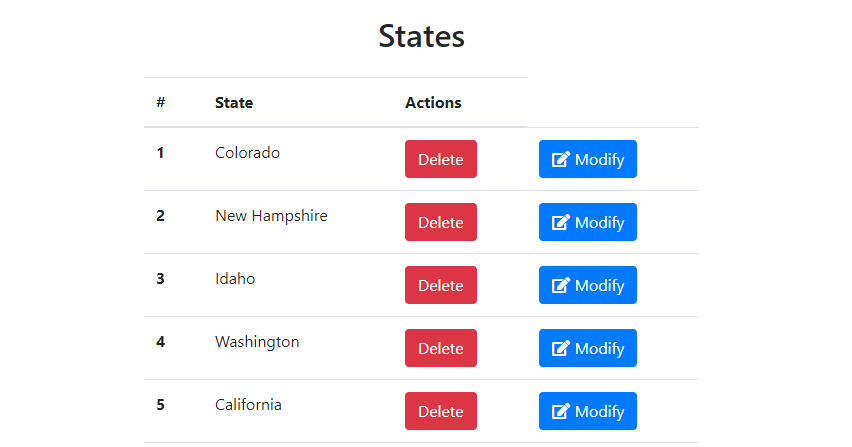 States
# State Actions
1 Colorado Delete Modify
2 New Hampshire Delete Modify
3 Idaho Delete Modify
4 Washington Delete Modify
5 California Delete Modify